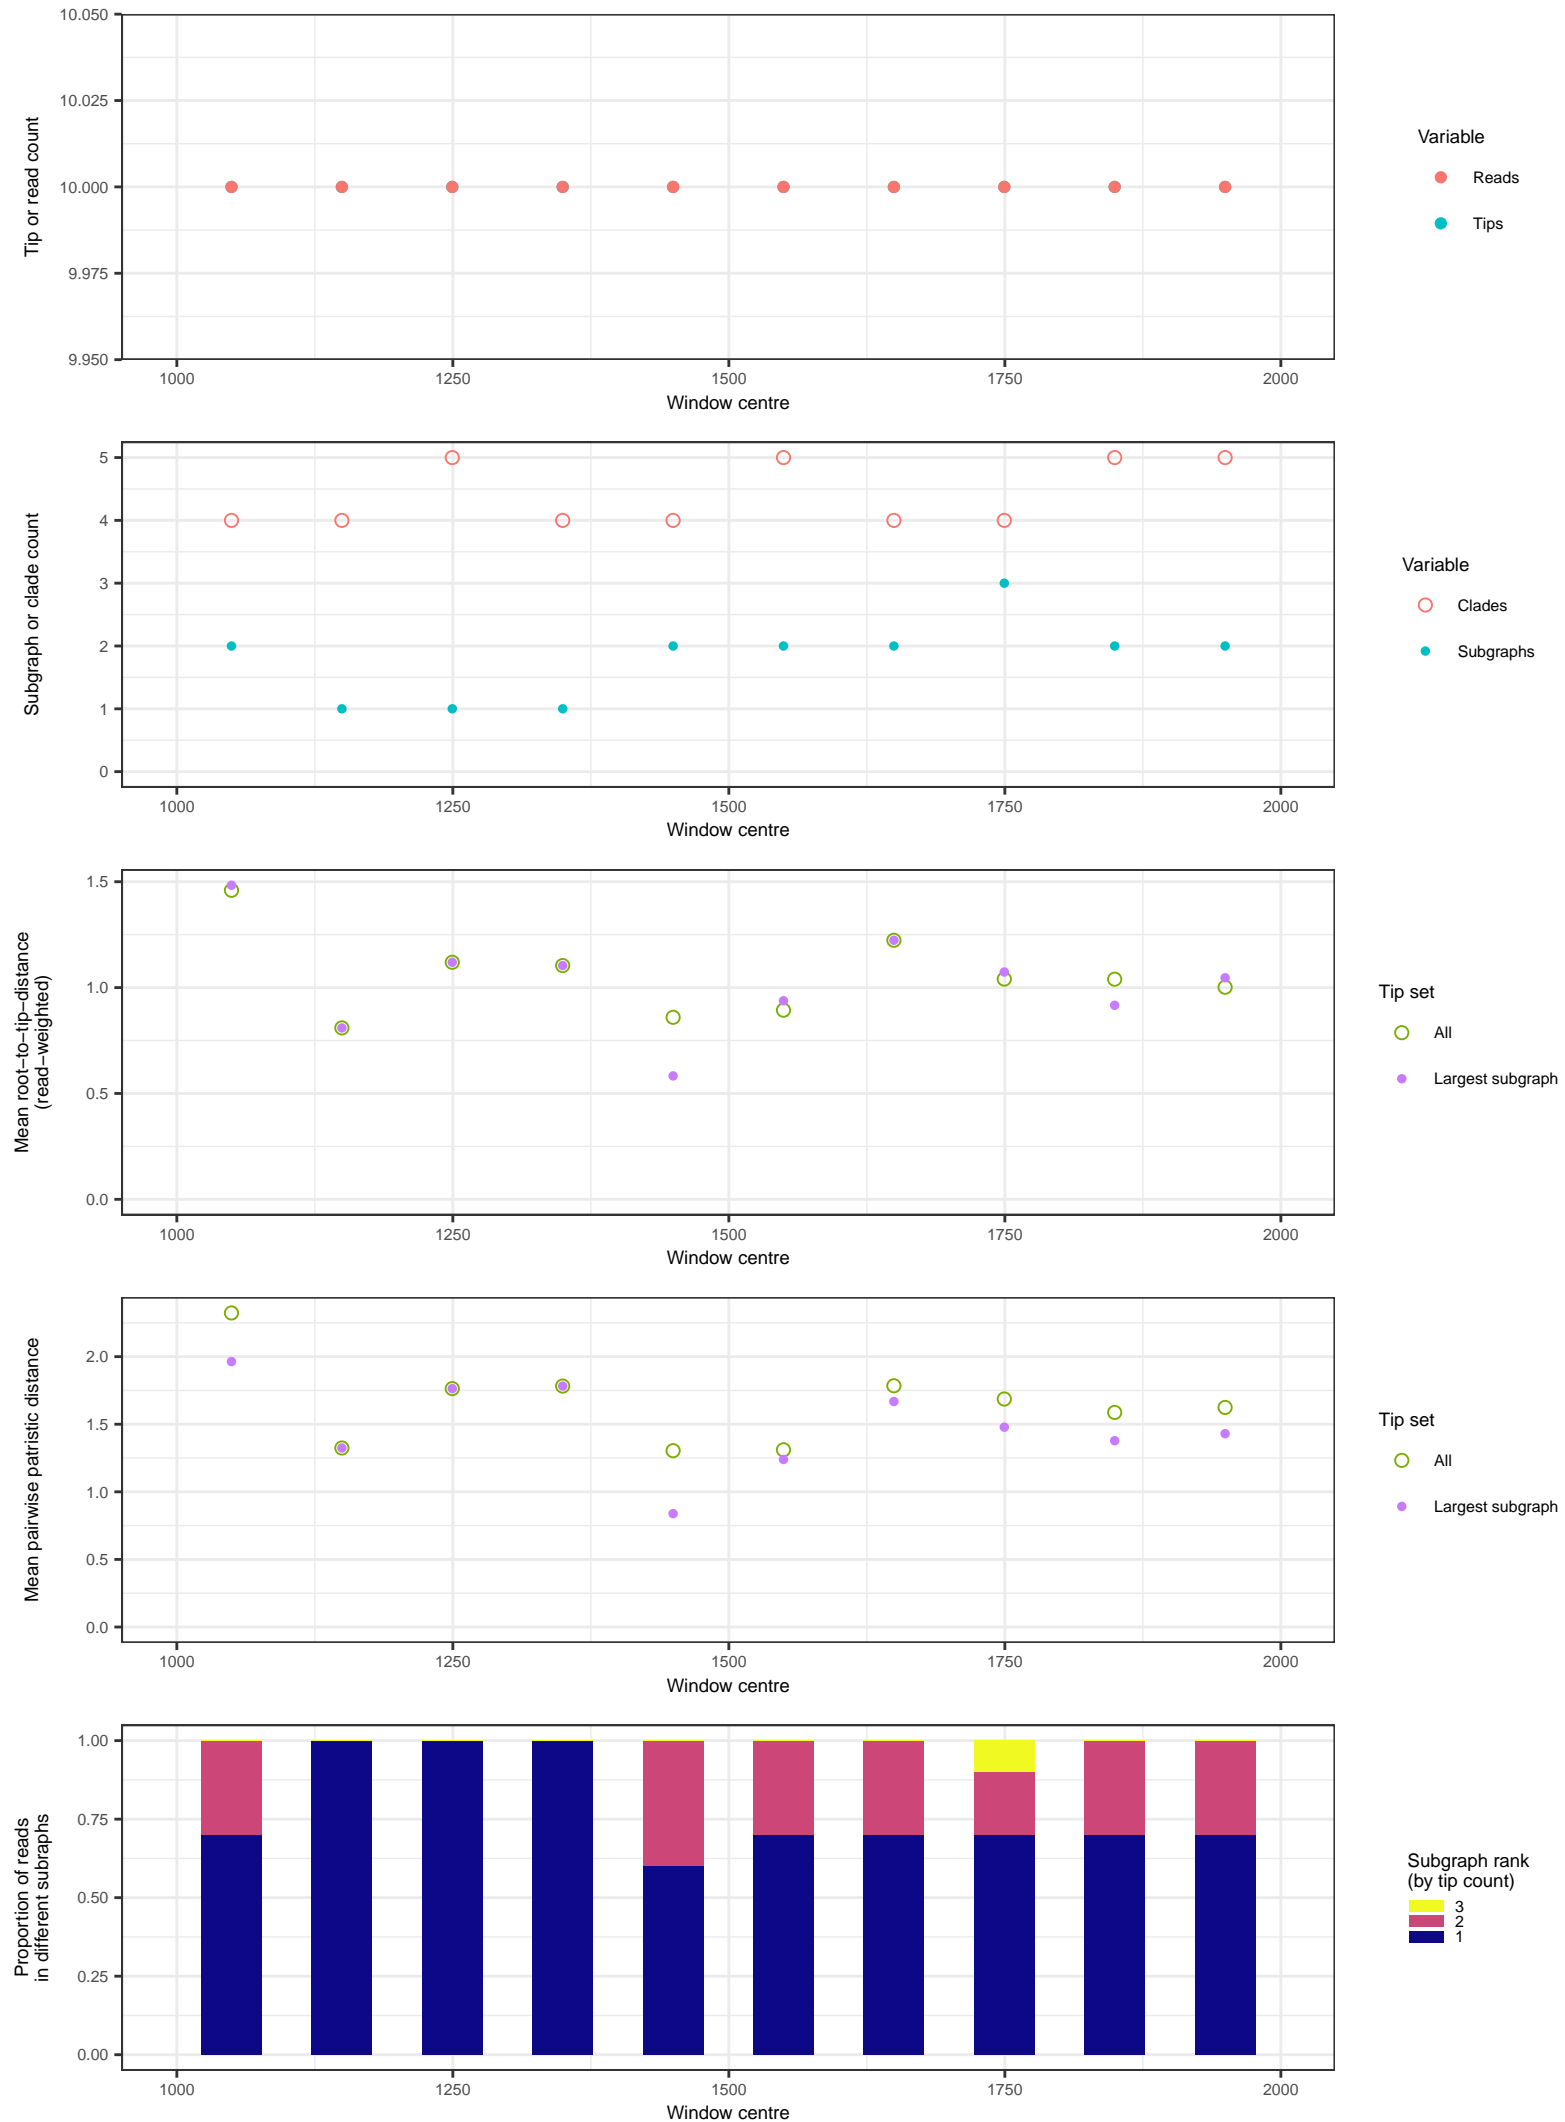 10.050
10.025
10.000
9.975
9.950
Tip or read count
1000 1250 1500 1750 2000
Window centre
Variable
Reads
Tips
5
4
3
2
1
0
Subgraph or clade count
1000 1250 1500 1750 2000
Window centre
Variable
Clades
Subgraphs
1.5
1.0
0.5
0.0
Mean root−to−tip−distance
(read−weighted)
1000 1250 1500 1750 2000
Window centre
Tip set
All
Largest subgraph
2.0
1.5
1.0
0.5
0.0
Mean pairwise patristic distance
1000 1250 1500 1750 2000
Window centre
Tip set
All
Largest subgraph
1.00
0.75
0.50
0.25
0.00
Proportion of reads
in different subraphs
1000 1250 1500 1750 2000
Window centre
Subgraph rank
(by tip count)
3
2
1